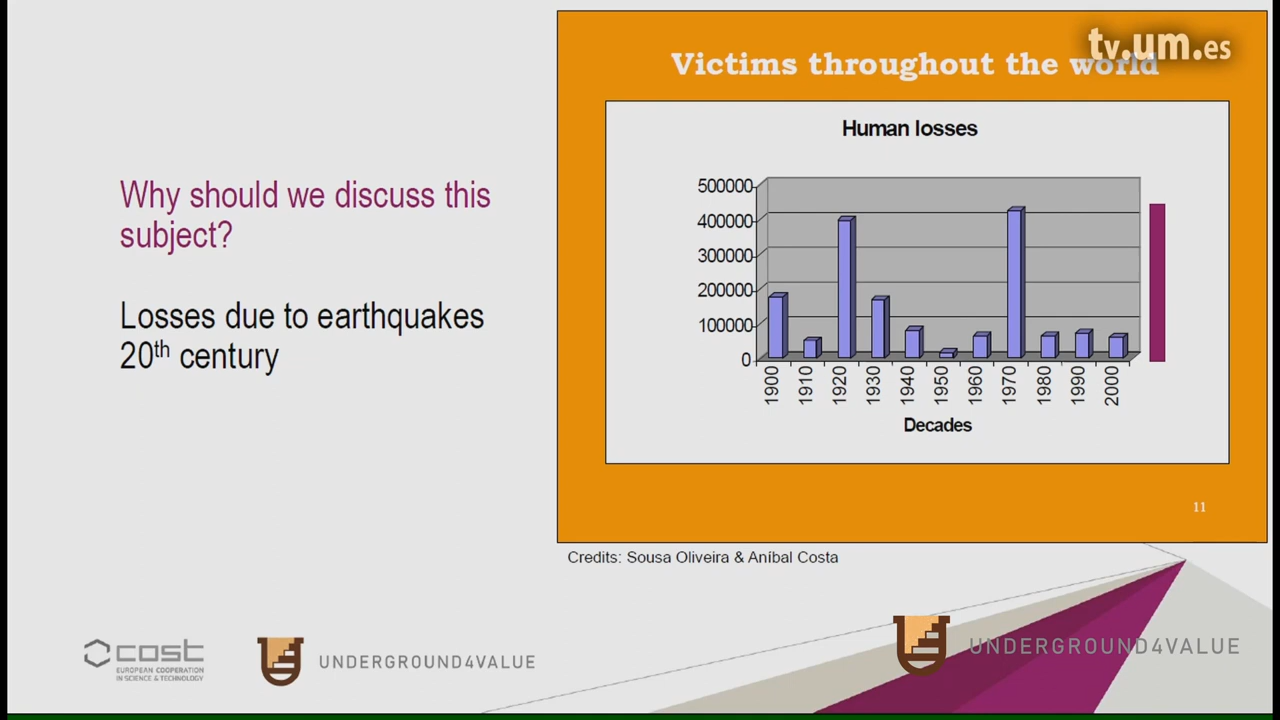 tv.um.es
Victims throughout the world
Human losses
Why should we discuss this
subject?
Losses due to earthquakes
20th century
500000
400000
300000
200000
100000
0
1900
1910
1920
1930
1940
1950
1960
1970
1980
1990
2000
Decades
11
Credits: Sousa Oliveira & Aníbal Costa
cost
EUROPEAN COOPERATION
IN SCIENCE & TECHNOLOGY
UNDERGROUND4VALUE
UNDERGROUND4VALUE